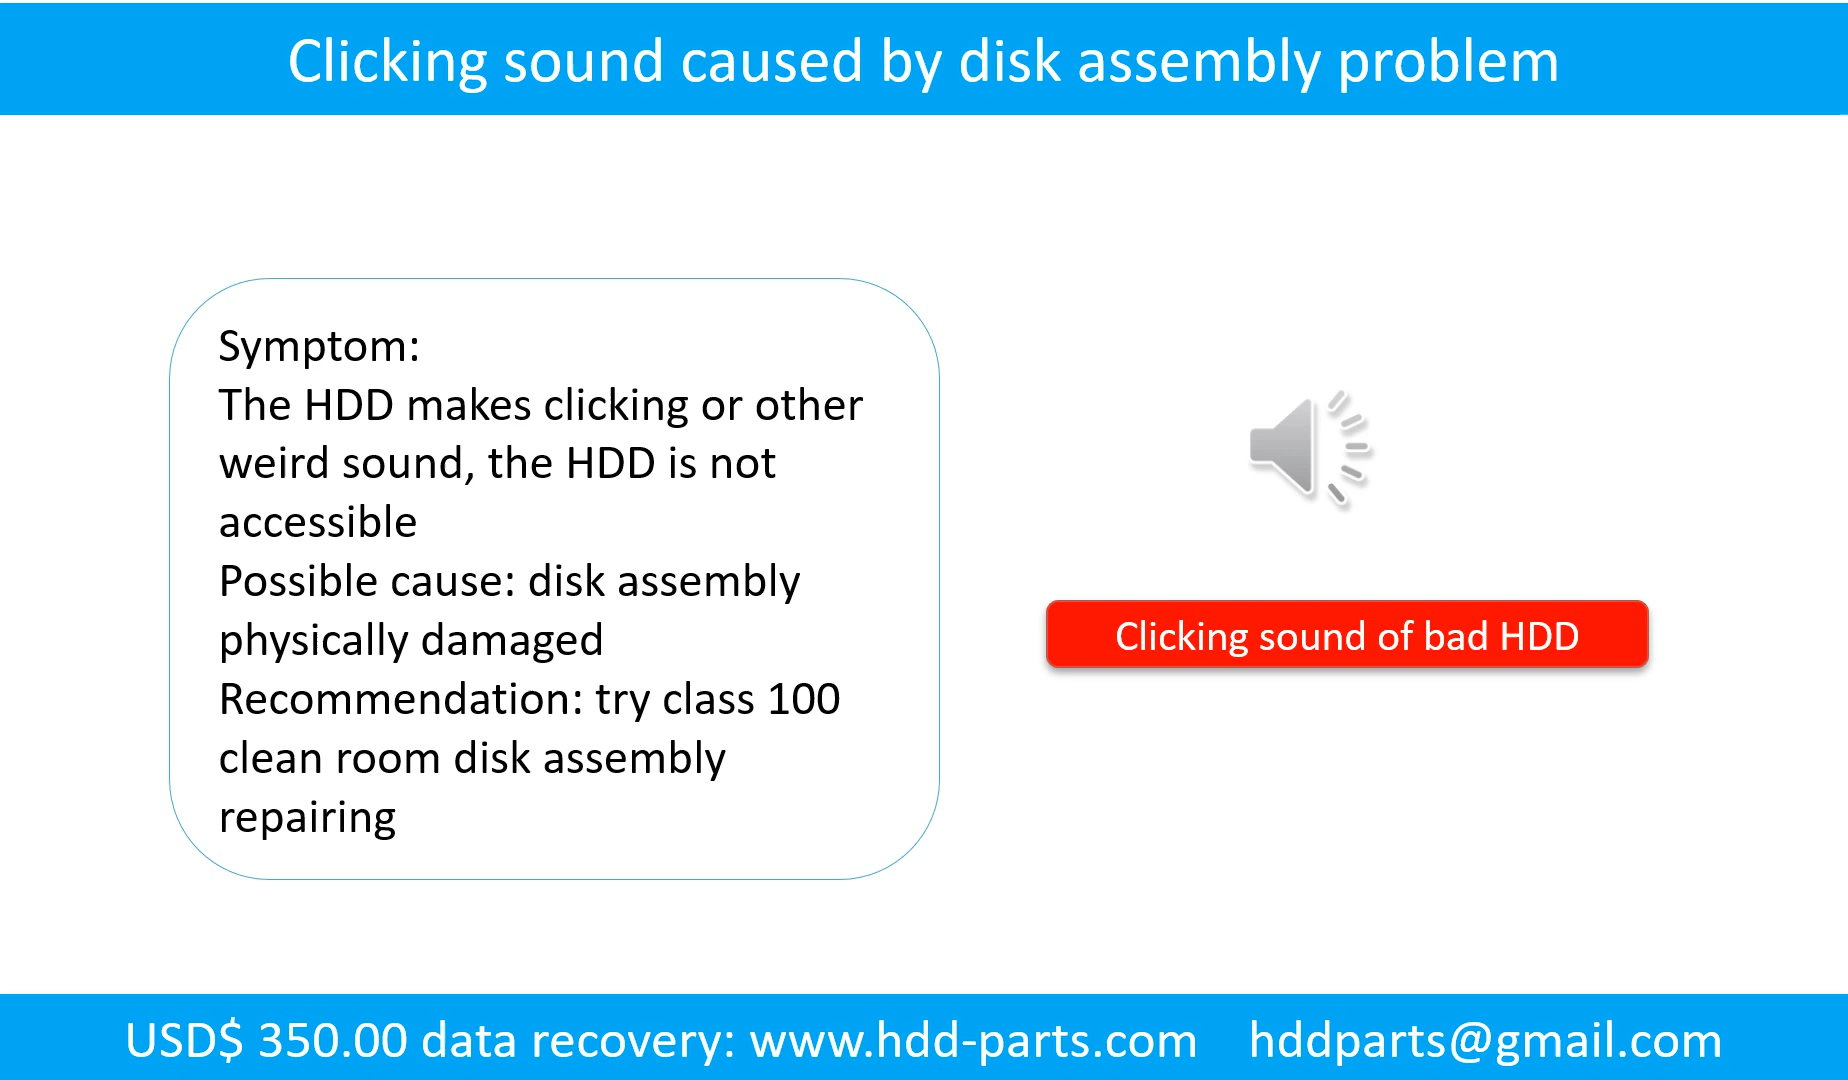 Clicking sound caused by disk assembly problem
Symptom:
The HDD makes clicking or other
weird sound, the HDD is not
accessible
Possible cause: disk assembly
physically damaged
Recommendation: try class 100
clean room disk assembly
repairing
Clicking sound of bad HDD
USD$ 350.00 data recovery: www.hdd-parts.com hddparts@gmail.com